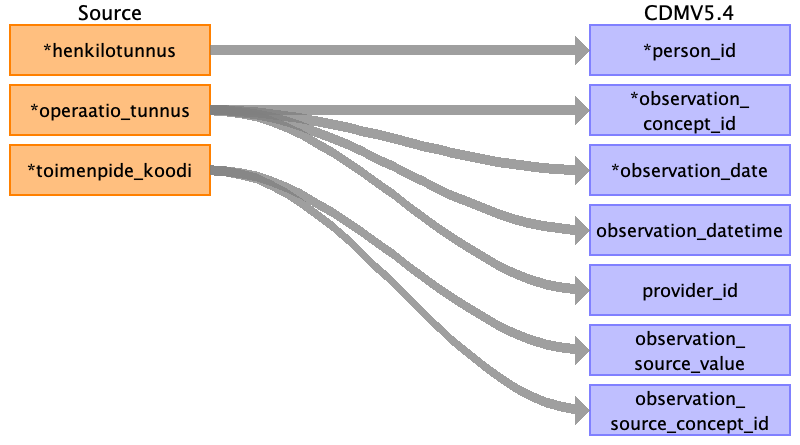 Source
CDMV5.4
*henkilotunnus
*person_id
*operaatio_tunnus
*observation_
concept_id
*toimenpide_koodi
*observation_date
observation_datetime
provider_id
observation_
source_value
observation_
source_concept_id